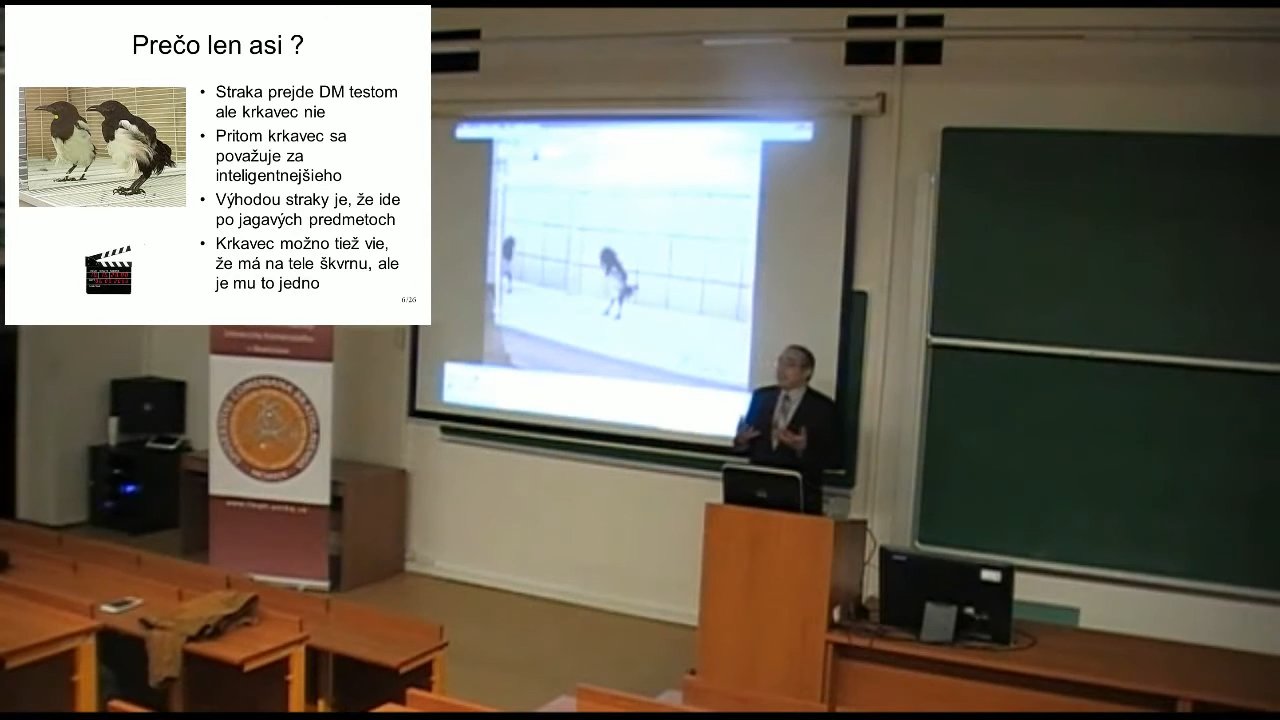 Prečo len asi ?
• Straka prejde DM testom
ale krkavec nie
• Pritom krkavec sa
považuje za
inteligentnejšieho
• Výhodou straky je, že ide
po jagavých predmetoch
• Krkavec možno tiež vie,
že má na tele škvrnu, ale
je mu to jedno
6/26